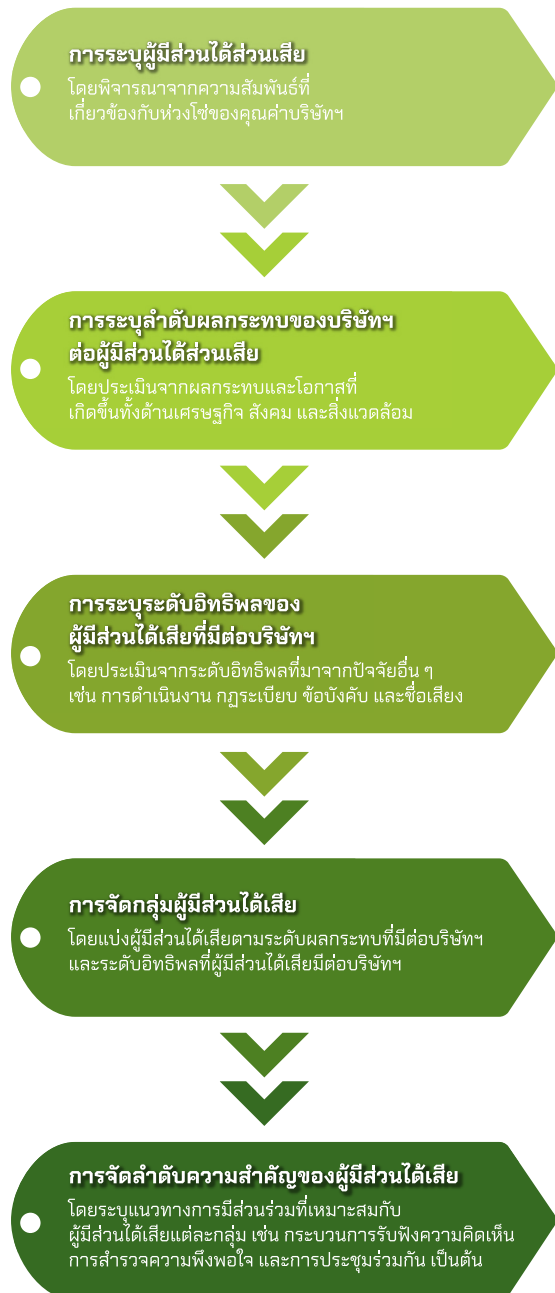 การระบุผู้มีส่วนได้ส่วนเสีย
โดยพิจารณาจากความสัมพันธ์ที่
เกี่ยวข้องกับห่วงโซ่ของคุณค่าบริษัทฯ
การระบุลำดับผลกระทบของบริษัทฯ
ต่อผู้มีส่วนได้ส่วนเสีย
โดยประเมินจากผลกระทบและโอกาสที่
เกิดขึ้นทั้งด้านเศรษฐกิจ สังคม และสิ่งแวดล้อม
การระบุระดับอิทธิพลของ
ผู้มีส่วนได้เสียที่มีต่อบริษัทฯ
โดยประเมินจากระดับอิทธิพลที่มาจากปัจจัยอื่น ๆ
เช่น การดำเนินงาน กฎระเบียบ ข้อบังคับ และชื่อเสียง
การจัดกลุ่มผู้มีส่วนได้เสีย
โดยแบ่งผู้มีส่วนได้เสียตามระดับผลกระทบที่มีต่อบริษัทฯ
และระดับอิทธิพลที่ผู้มีส่วนได้เสียมีต่อบริษัทฯ
การจัดลำดับความสำคัญของผู้มีส่วนได้เสีย
โดยระบุแนวทางการมีส่วนร่วมที่เหมาะสมกับ
ผู้มีส่วนได้เสียแต่ละกลุ่ม เช่น กระบวนการรับฟังความคิดเห็น
การสำรวจความพึงพอใจ และการประชุมร่วมกัน เป็นต้น